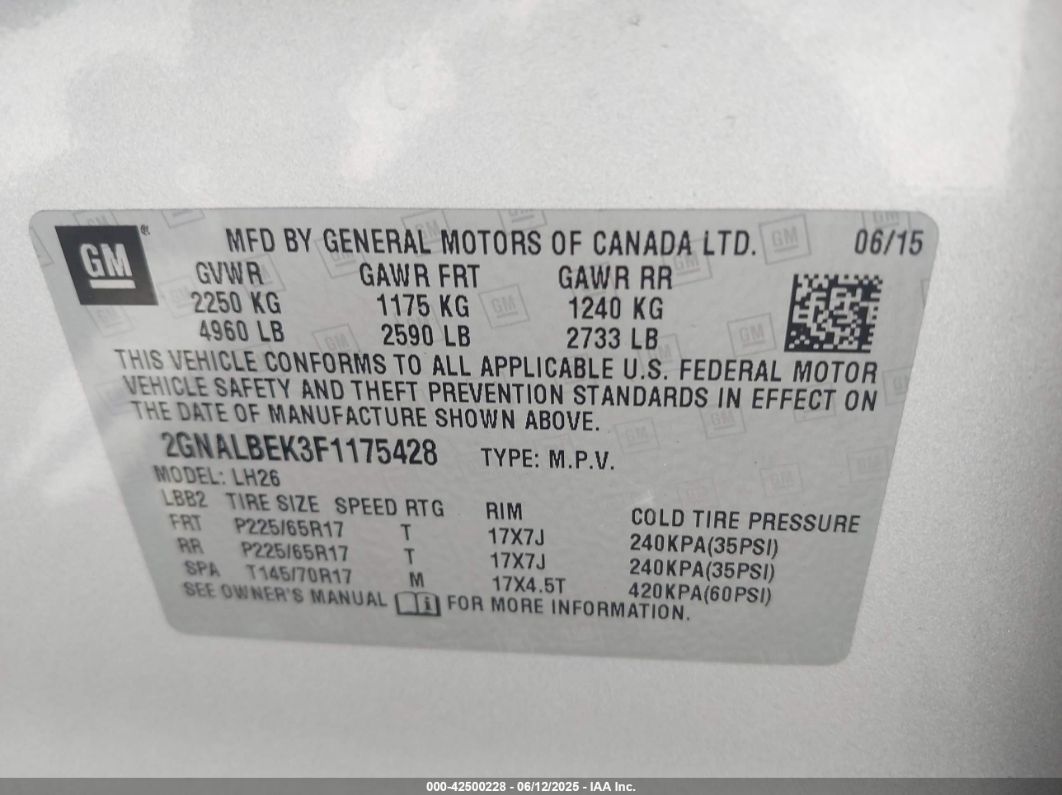 GM ®
MFD BY GENERAL MOTORS OF CANADA LTD. 06/15
GVWR GAWR FRT GAWR RR
2250 KG 1175 KG 1240 KG
4960 LB 2590 LB 2733 LB
THIS VEHICLE CONFORMS TO ALL APPLICABLE U.S. FEDERAL MOTOR
VEHICLE SAFETY AND THEFT PREVENTION STANDARDS IN EFFECT ON
THE DATE OF MANUFACTURE SHOWN ABOVE.
2GNALBEK3F1175428 TYPE: M.P.V.
MODEL: LH26
LBB2 TIRE SIZE SPEED RTG RIM COLD TIRE PRESSURE
FRT P225/65R17 T 17X7J 240KPA(35PSI)
RR P225/65R17 T 17X7J 240KPA(35PSI)
SPA T145/70R17 M 17X4.5T 420KPA(60PSI)
SEE OWNER'S MANUAL FOR MORE INFORMATION.
000-42500228 - 06/12/2025 - IAA Inc.